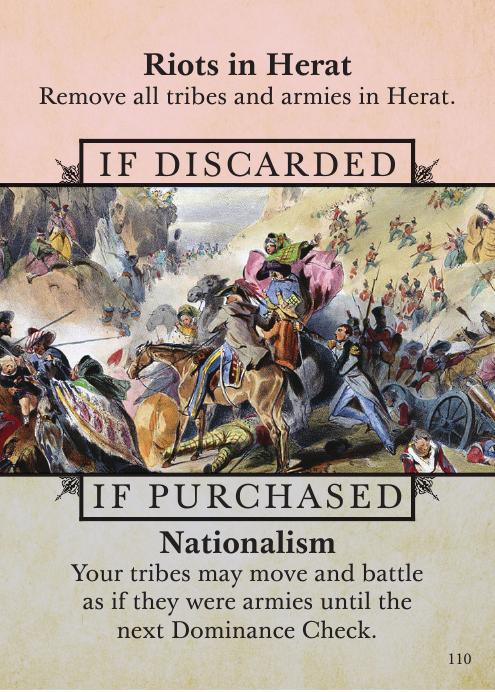 Riots in Herat
Remove all tribes and armies in Herat.
IF DISCARDED
IF PURCHASED
Nationalism
Your tribes may move and battle
as if they were armies until the
next Dominance Check.
110